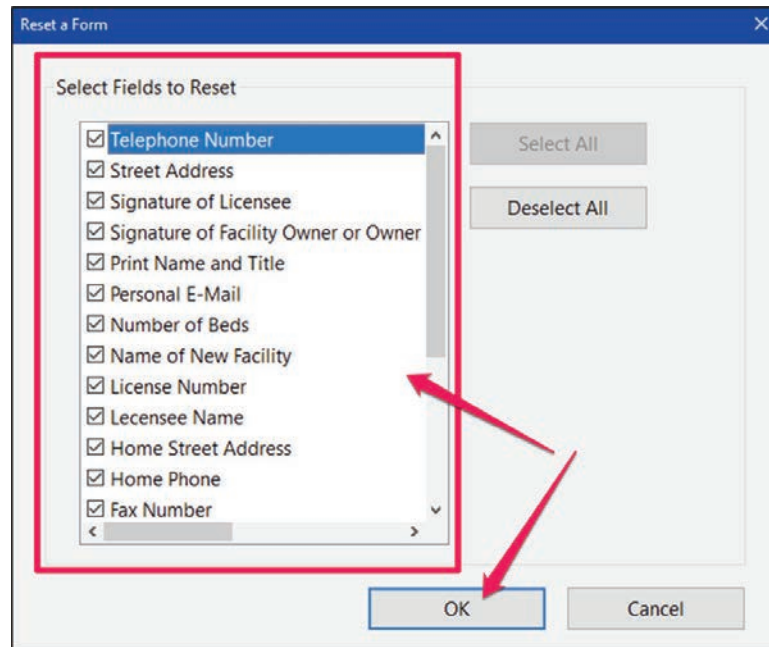 Reset a Form
Select Fields to Reset
Telephone Number
Street Address
Signature of Licensee
Signature of Facility Owner or Owner
Print Name and Title
Personal E-Mail
Number of Beds
Name of New Facility
License Number
Lecensee Name
Home Street Address
Home Phone
Fax Number
Select All
Deselect All
OK
Cancel